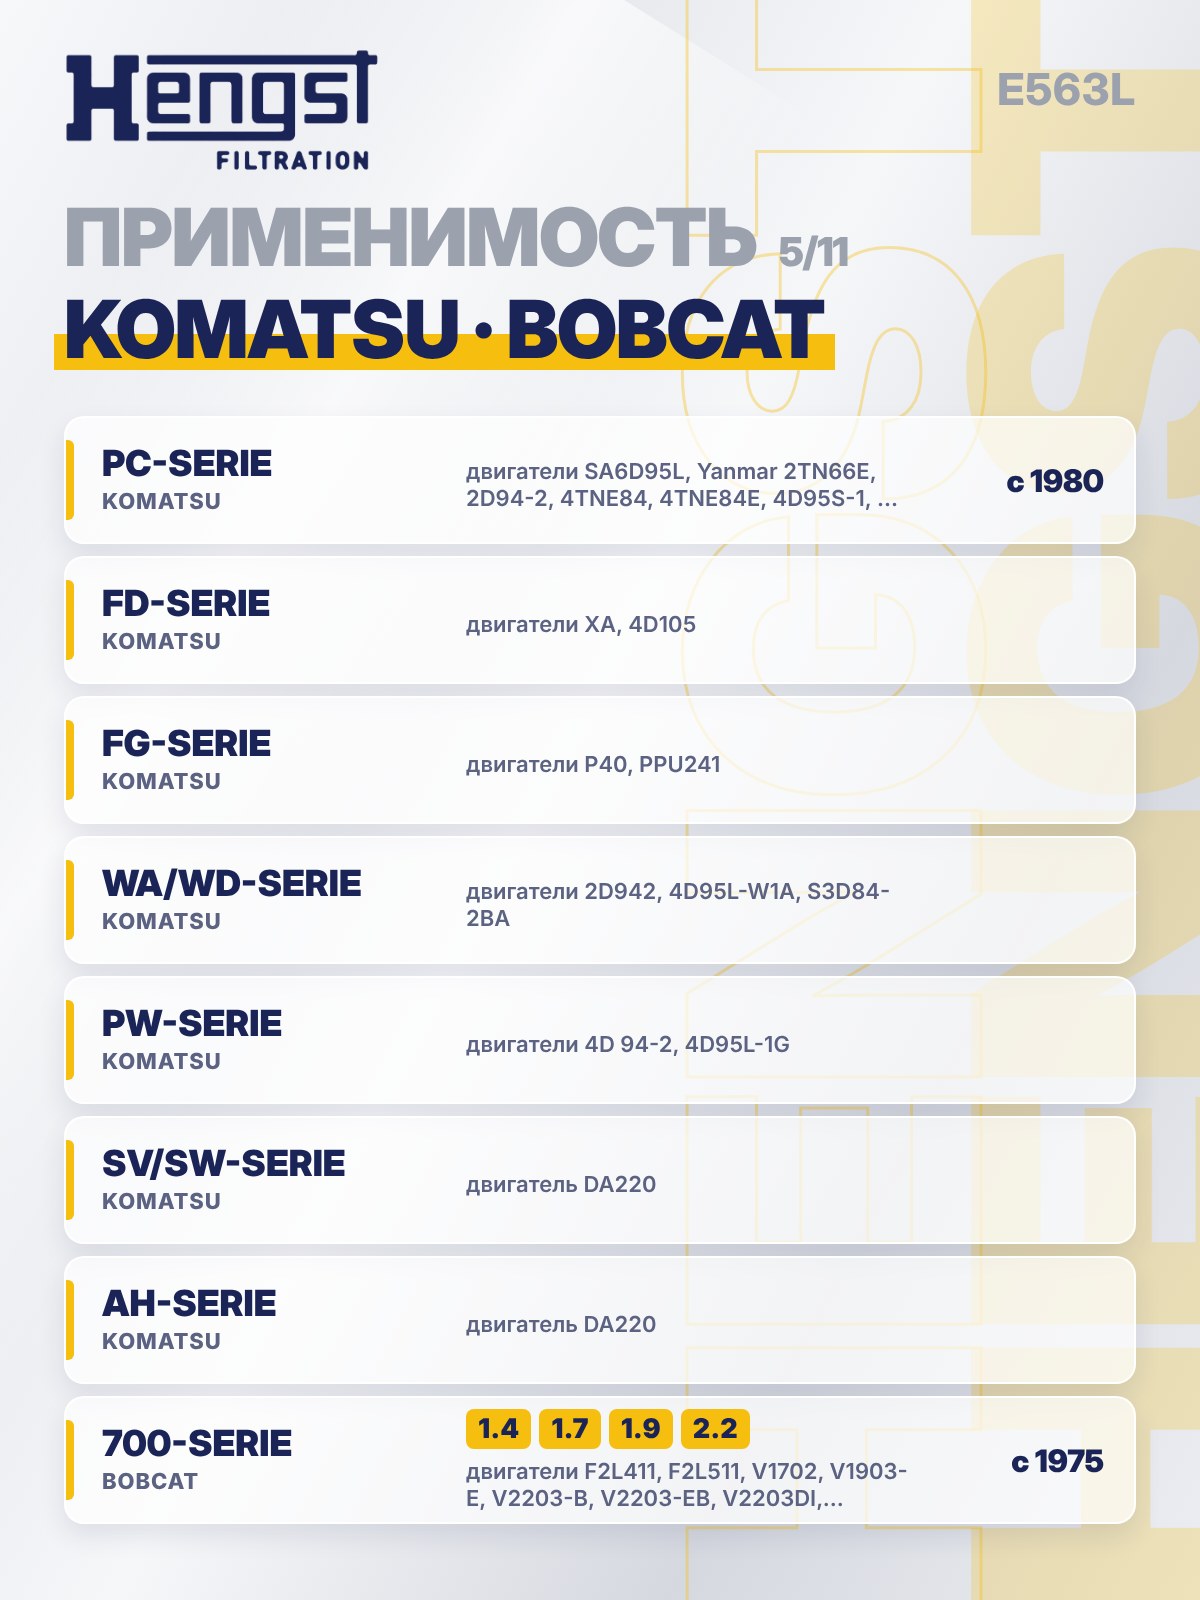 Hengst
FILTRATION
E563L
ПРИМЕНИМОСТЬ 5/11
KOMATSU · BOBCAT
PC-SERIE
KOMATSU
двигатели SA6D95L, Yanmar 2TN66E,
2D94-2, 4TNE84, 4TNE84E, 4D95S-1, ...
с 1980
FD-SERIE
KOMATSU
двигатели XA, 4D105
FG-SERIE
KOMATSU
двигатели P40, PPU241
WA/WD-SERIE
KOMATSU
двигатели 2D942, 4D95L-W1A, S3D84-
2BA
PW-SERIE
KOMATSU
двигатели 4D 94-2, 4D95L-1G
SV/SW-SERIE
KOMATSU
двигатель DA220
AH-SERIE
KOMATSU
двигатель DA220
700-SERIE
BOBCAT
1.4 1.7 1.9 2.2
двигатели F2L411, F2L511, V1702, V1903-
E, V2203-B, V2203-EB, V2203DI,...
с 1975
HENGST
HENGST